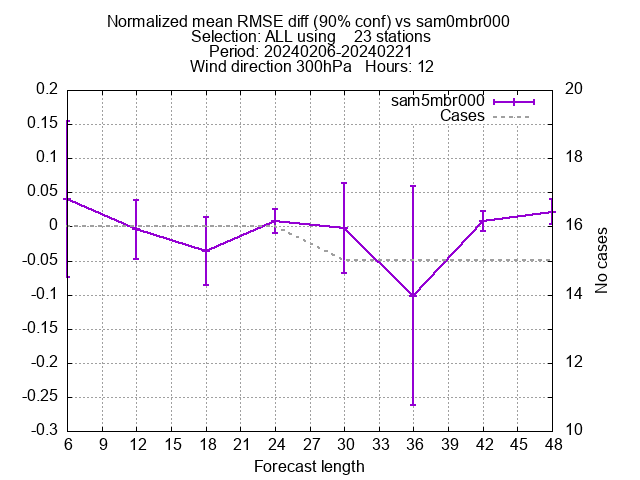 Normalized mean RMSE diff (90% conf) vs sam0mbr000
Selection: ALL using    23 stations
Period: 20240206-20240221
Wind direction 300hPa   Hours: 12
sam5mbr000
Cases
0.2
0.15
0.1
0.05
0
-0.05
-0.1
-0.15
-0.2
-0.25
-0.3
20
18
16
14
12
10
No cases
6 9 12 15 18 21 24 27 30 33 36 39 42 45 48
Forecast length